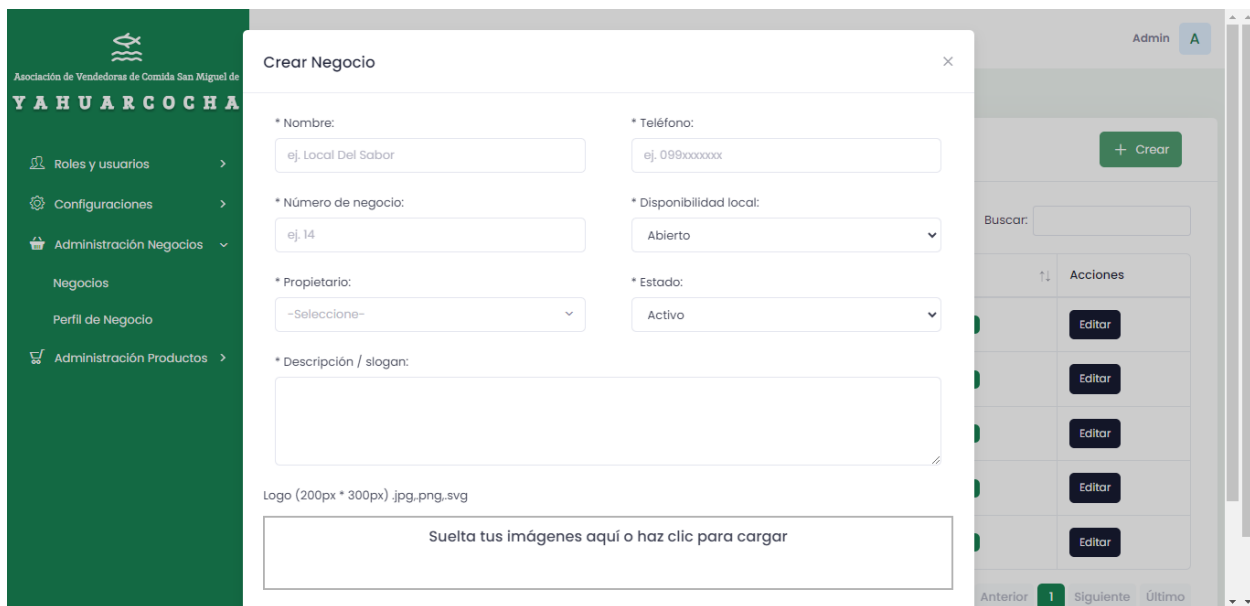 Asociación de Vendedoras de Comida San Miguel de
YAHUARCOCHA
Roles y usuarios
Configuraciones
Administración Negocios
Negocios
Perfil de Negocio
Administración Productos
Admin A
Crear Negocio
* Nombre:
ej. Local Del Sabor
* Teléfono:
ej. 099xxxxxxx
* Número de negocio:
ej. 14
* Disponibilidad local:
Abierto
* Propietario:
-Seleccione-
* Estado:
Activo
* Descripción / slogan:
Logo (200px * 300px) .jpg,.png,.svg
Suelta tus imágenes aquí o haz clic para cargar
+ Crear
Buscar:
Acciones
Editar
Editar
Editar
Editar
Editar
Anterior 1 Siguiente Último